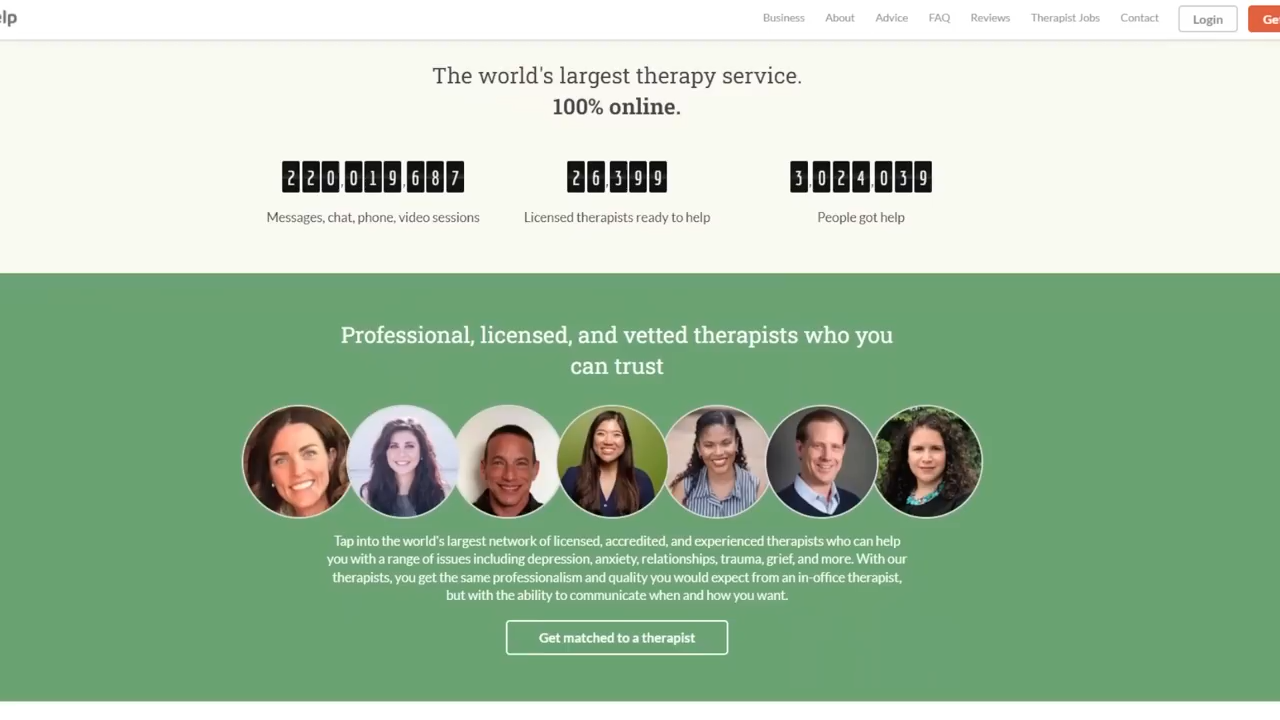 elp
Business About Advice FAQ Reviews Therapist Jobs Contact Login Ge
The world's largest therapy service.
100% online.
220,019,687 26,399 3,024,039
Messages, chat, phone, video sessions Licensed therapists ready to help People got help
Professional, licensed, and vetted therapists who you
can trust
Tap into the world's largest network of licensed, accredited, and experienced therapists who can help
you with a range of issues including depression, anxiety, relationships, trauma, grief, and more. With our
therapists, you get the same professionalism and quality you would expect from an in-office therapist,
but with the ability to communicate when and how you want.
Get matched to a therapist